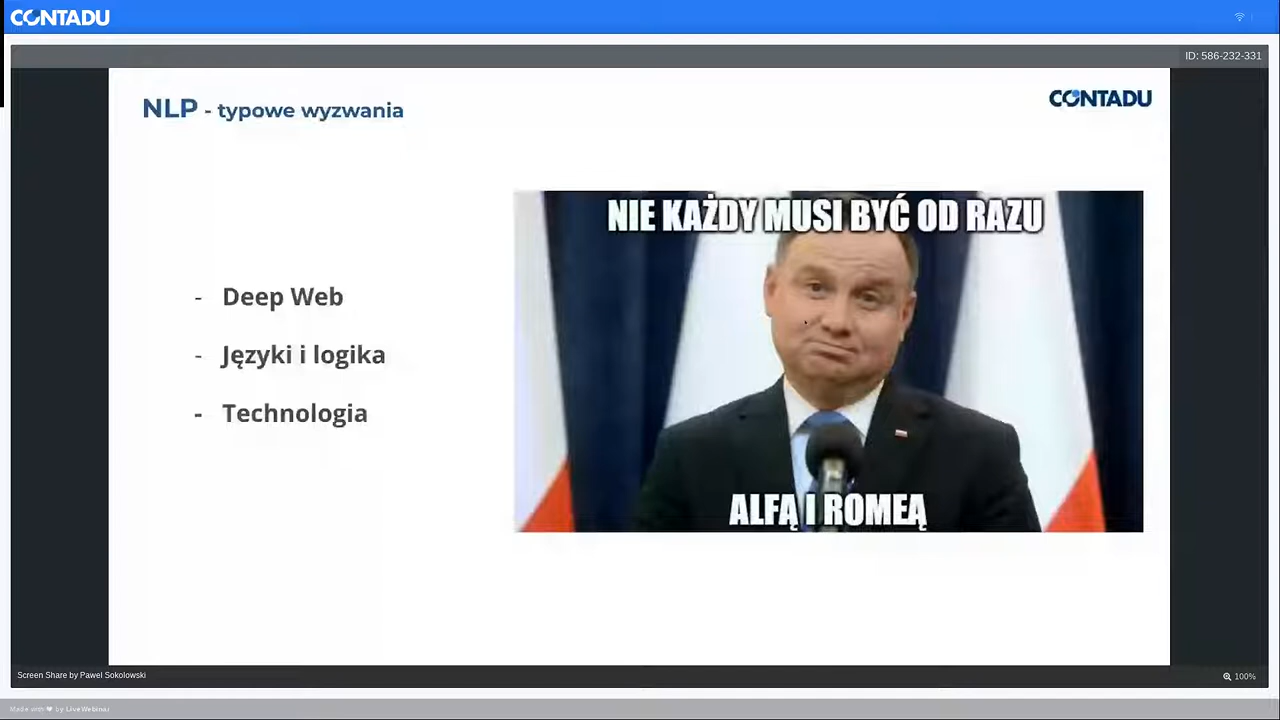 CONTADU
ID: 586-232-331
NLP - typowe wyzwania
CONTADU
- Deep Web
- Języki i logika
- Technologia
NIE KAŻDY MUSI BYĆ OD RAZU
ALFĄ I ROMEĄ
Screen Share by Pawel Sokolowski
100%
Made with ❤ by LiveWebinar